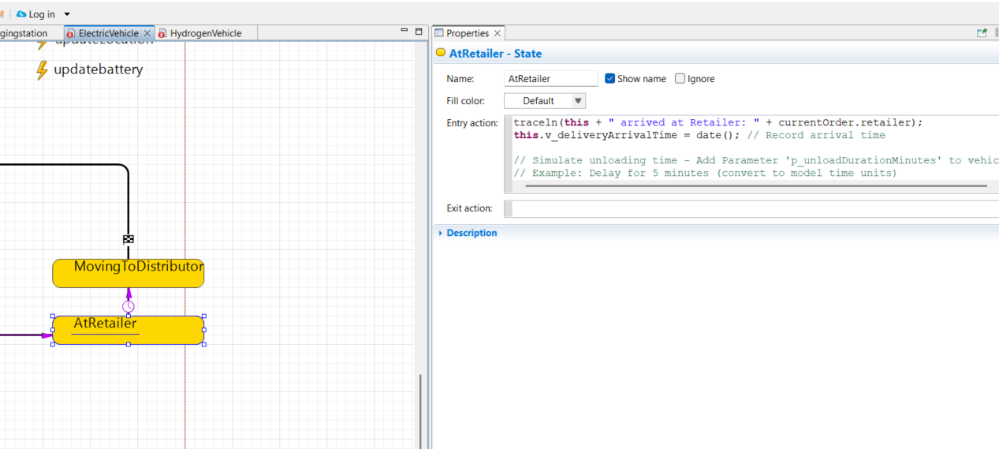 Log in
gingstation
ElectricVehicle
HydrogenVehicle
updatebattery
MovingToDistributor
AtRetailer
Properties
AtRetailer - State
Name: AtRetailer Show name Ignore
Fill color: Default
Entry action: traceln(this + " arrived at Retailer: " + currentOrder.retailer);
this.v_deliveryArrivalTime = date(); // Record arrival time
// Simulate unloading time - Add Parameter 'p_unloadDurationMinutes' to vehic
// Example: Delay for 5 minutes (convert to model time units)
Exit action:
Description